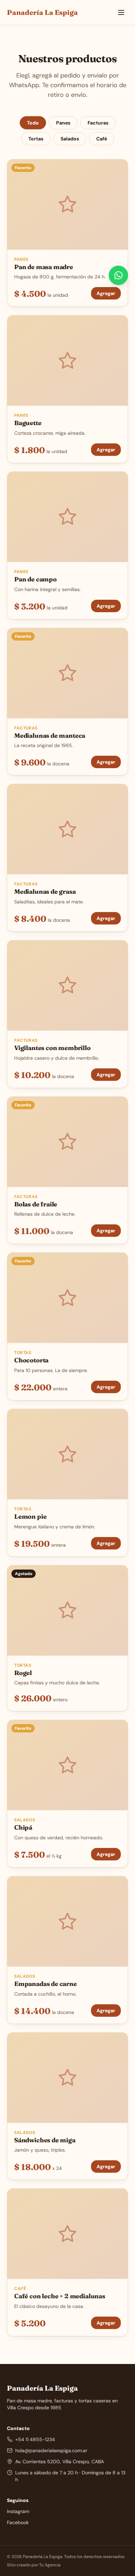 Panadería La Espiga
Nuestros productos
Elegí, agregá al pedido y envialo por
WhatsApp. Te confirmamos el horario de
retiro o envío.
Todo
Panes
Facturas
Tortas
Salados
Café
Favorito
PANES
Pan de masa madre
Hogaza de 800 g, fermentación de 24 h.
$ 4.500 la unidad
Agregar
PANES
Baguette
Corteza crocante, miga aireada.
$ 1.800 la unidad
Agregar
PANES
Pan de campo
Con harina integral y semillas.
$ 3.200 la unidad
Agregar
Favorito
FACTURAS
Medialunas de manteca
La receta original de 1985.
$ 9.600 la docena
Agregar
FACTURAS
Medialunas de grasa
Saladitas, ideales para el mate.
$ 8.400 la docena
Agregar
FACTURAS
Vigilantes con membrillo
Hojaldre casero y dulce de membrillo.
$ 10.200 la docena
Agregar
Favorito
FACTURAS
Bolas de fraile
Rellenas de dulce de leche.
$ 11.000 la docena
Agregar
Favorito
TORTAS
Chocotorta
Para 10 personas. La de siempre.
$ 22.000 entera
Agregar
TORTAS
Lemon pie
Merengue italiano y crema de limón.
$ 19.500 entera
Agregar
Agotado
TORTAS
Rogel
Capas finitas y mucho dulce de leche.
$ 26.000 entero
Favorito
SALADOS
Chipá
Con queso de verdad, recién horneado.
$ 7.500 el ½ kg
Agregar
SALADOS
Empanadas de carne
Cortada a cuchillo, al horno.
$ 14.400 la docena
Agregar
SALADOS
Sándwiches de miga
Jamón y queso, triples.
$ 18.000 x 24
Agregar
CAFÉ
Café con leche + 2 medialunas
El clásico desayuno de la casa.
$ 5.200
Agregar
Panadería La Espiga
Pan de masa madre, facturas y tortas caseras en
Villa Crespo desde 1985
Contacto
+54 11 4855-1234
hola@panaderialaespiga.com.ar
Av. Corrientes 5200, Villa Crespo, CABA
Lunes a sábado de 7 a 20 h · Domingos de 8 a 13
h
Seguinos
Instagram
Facebook
© 2026 Panadería La Espiga. Todos los derechos reservados.
Sitio creado por Tu Agencia